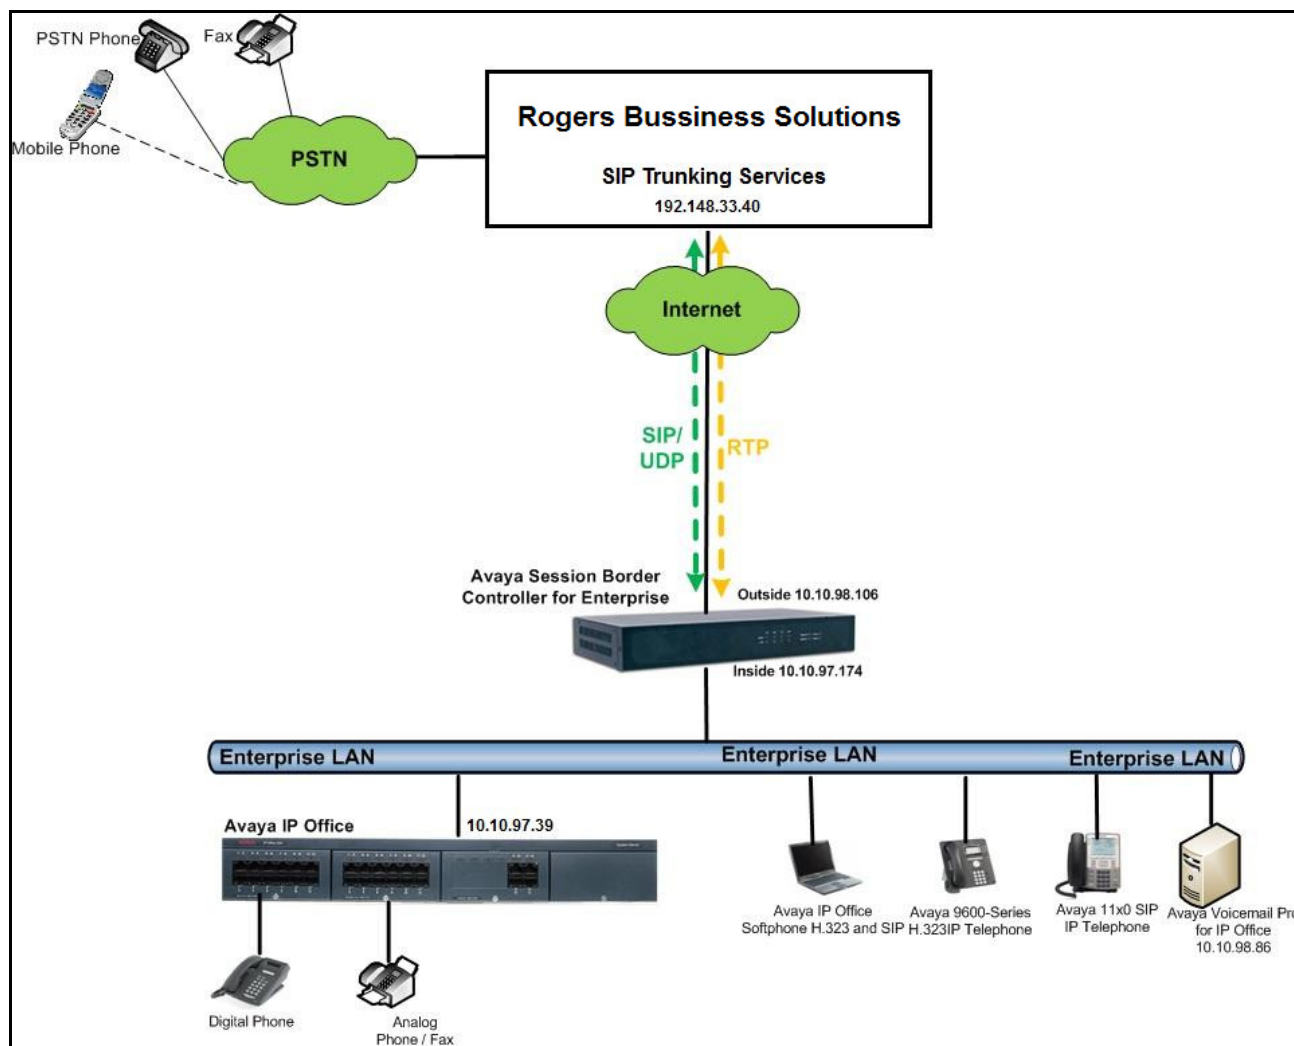 PSTN Phone
Fax
Mobile Phone
PSTN
Rogers Bussiness Solutions
SIP Trunking Services
192.148.33.40
Internet
SIP/
UDP
RTP
Avaya Session Border
Controller for Enterprise
Outside 10.10.98.106
Inside 10.10.97.174
Enterprise LAN
Enterprise LAN
Enterprise LAN
Avaya IP Office
10.10.97.39
Digital Phone
Analog
Phone / Fax
Avaya IP Office
Softphone H.323 and SIP
Avaya 9600-Series
H.323IP Telephone
Avaya 11x0 SIP
IP Telephone
Avaya Voicemail Pro
for IP Office
10.10.98.86